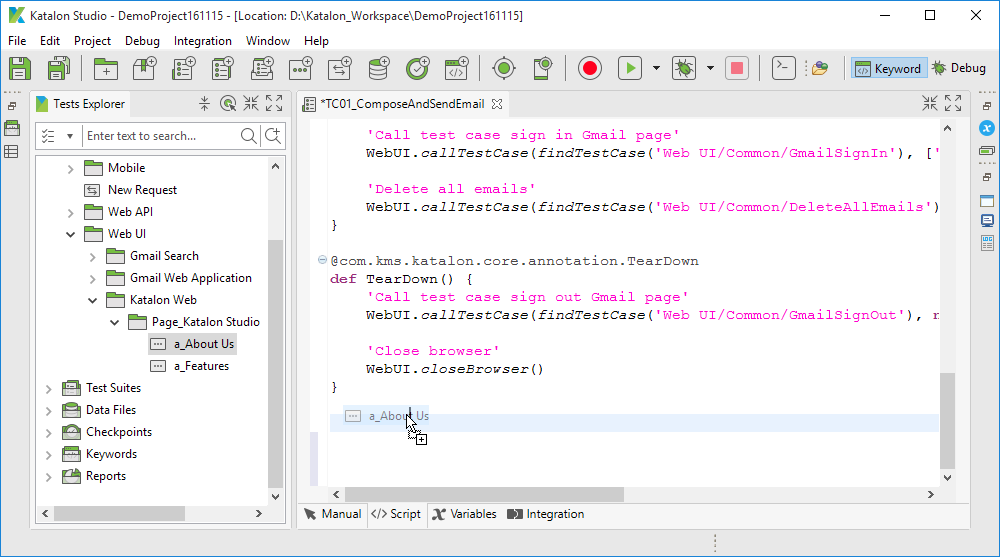 Katalon Studio - DemoProject161115 - [Location: D:\Katalon_Workspace\DemoProject161115]
File Edit Project Debug Integration Window Help
Keyword Debug
Tests Explorer
Enter text to search...
Mobile
New Request
Web API
Web UI
Gmail Search
Gmail Web Application
Katalon Web
Page_Katalon Studio
a_About Us
a_Features
Test Suites
Data Files
Checkpoints
Keywords
Reports
*TC01_ComposeAndSendEmail
'Call test case sign in Gmail page'
WebUI.callTestCase(findTestCase('Web UI/Common/GmailSignIn'), ['
'Delete all emails'
WebUI.callTestCase(findTestCase('Web UI/Common/DeleteAllEmails')
}
@com.kms.katalon.core.annotation.TearDown
def TearDown() {
'Call test case sign out Gmail page'
WebUI.callTestCase(findTestCase('Web UI/Common/GmailSignOut'), n
'Close browser'
WebUI.closeBrowser()
}
a_About Us
Manual Script Variables Integration
LOG